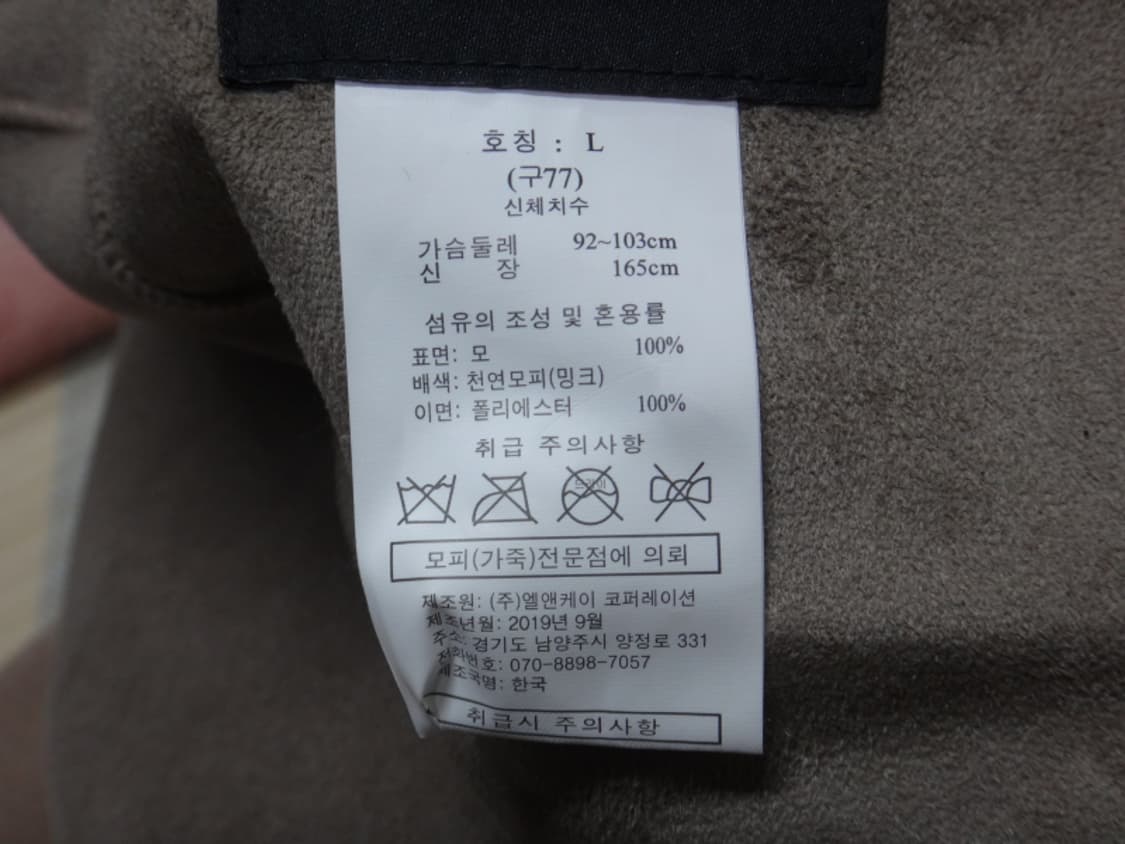 호칭 : L
(구77)
신체치수
가슴둘레 92~103cm
신 장 165cm
섬유의 조성 및 혼용률
표면: 모 100%
배색: 천연모피(밍크)
이면: 폴리에스터 100%
취급 주의사항
드라이
모피(가죽)전문점에 의뢰
제조원: (주)엘앤케이 코퍼레이션
제조년월: 2019년 9월
주소: 경기도 남양주시 양정로 331
전화번호: 070-8898-7057
제조국명: 한국
취급시 주의사항